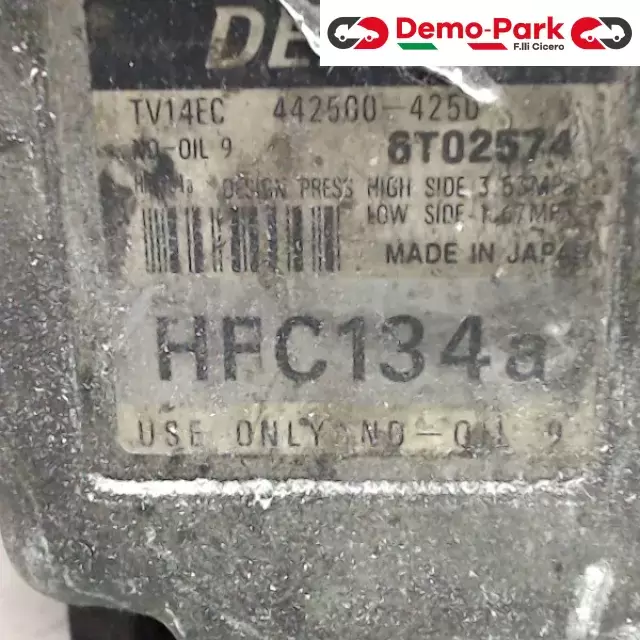 Demo-Park
F.lli Cicero
DE
TV14EC 442500-4250
ND-OIL 9 6T02574
DESIGN PRESS HIGH SIDE
LOW SIDE
MADE IN JAPAN
HFC134a
USE ONLY ND-OIL 9